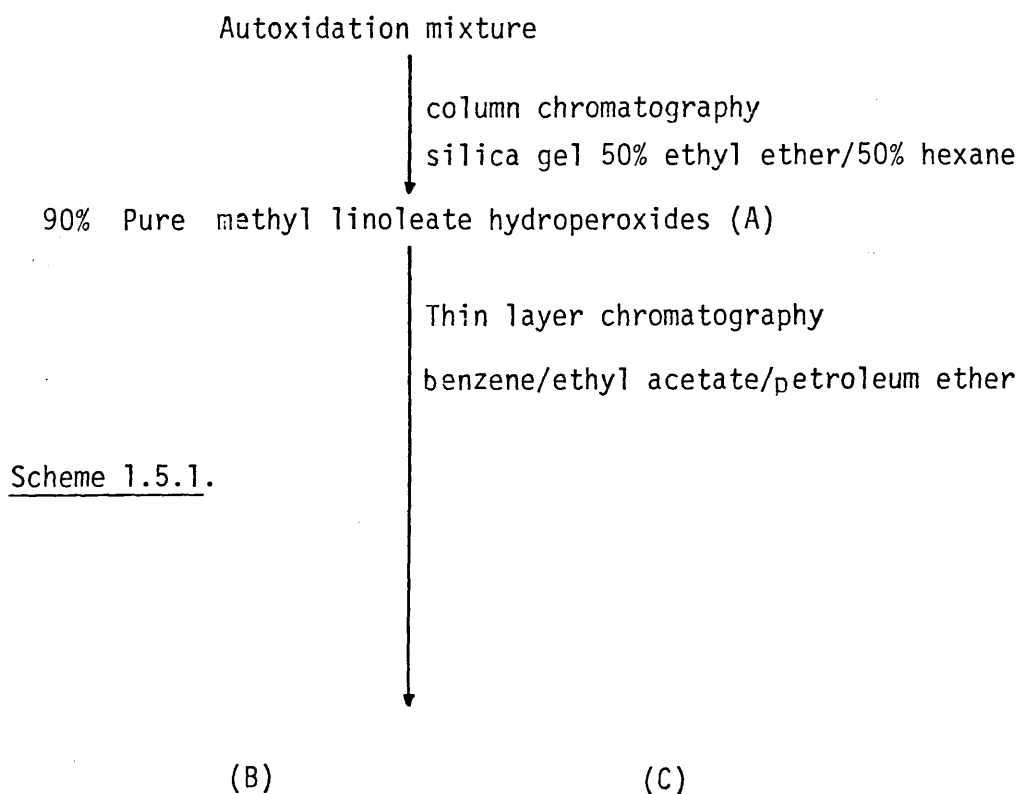 Autoxidation mixture
column chromatography
silica gel 50% ethyl ether/50% hexane
90% Pure methyl linoleate hydroperoxides (A)
Thin layer chromatography
benzene/ethyl acetate/petroleum ether
Scheme 1.5.1.
(B) (C)